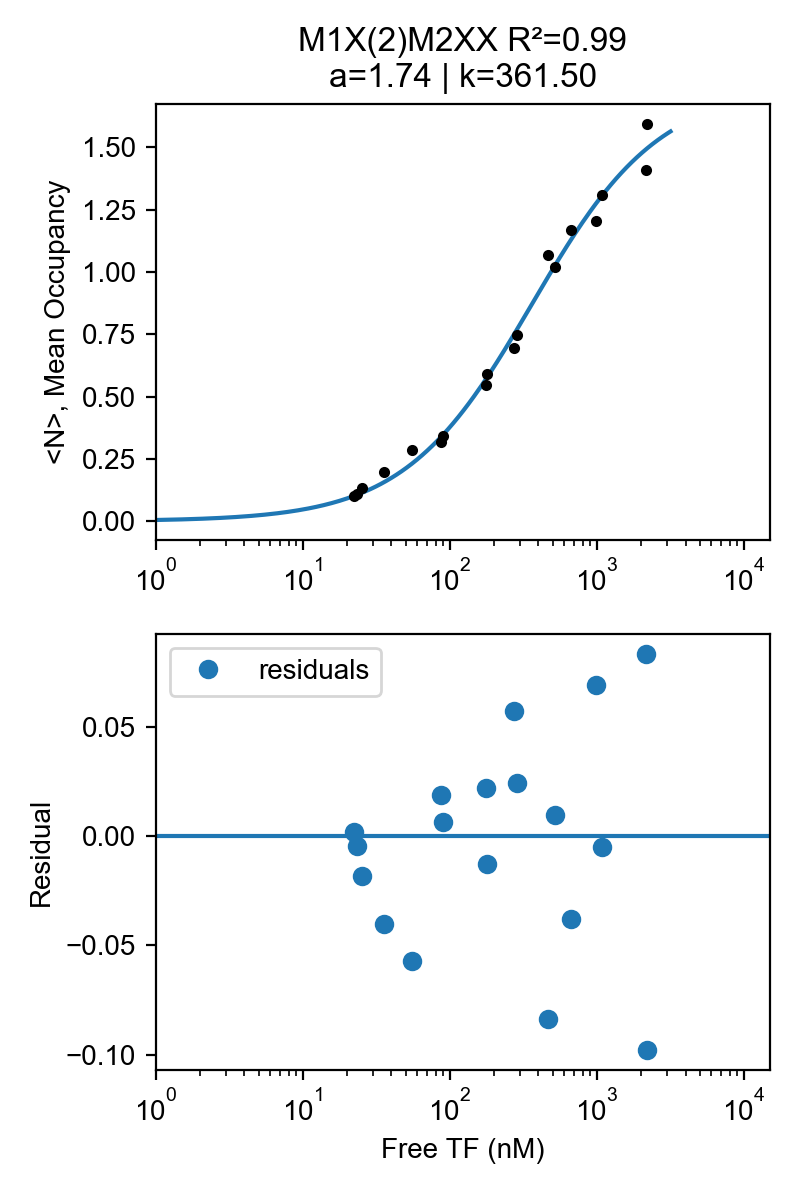 M1X(2)M2XX R²=0.99
a=1.74 | k=361.50
<N>, Mean Occupancy
1.50
1.25
1.00
0.75
0.50
0.25
0.00
10⁰ 10¹ 10² 10³ 10⁴
residuals
Residual
0.05
0.00
−0.05
−0.10
10⁰ 10¹ 10² 10³ 10⁴
Free TF (nM)